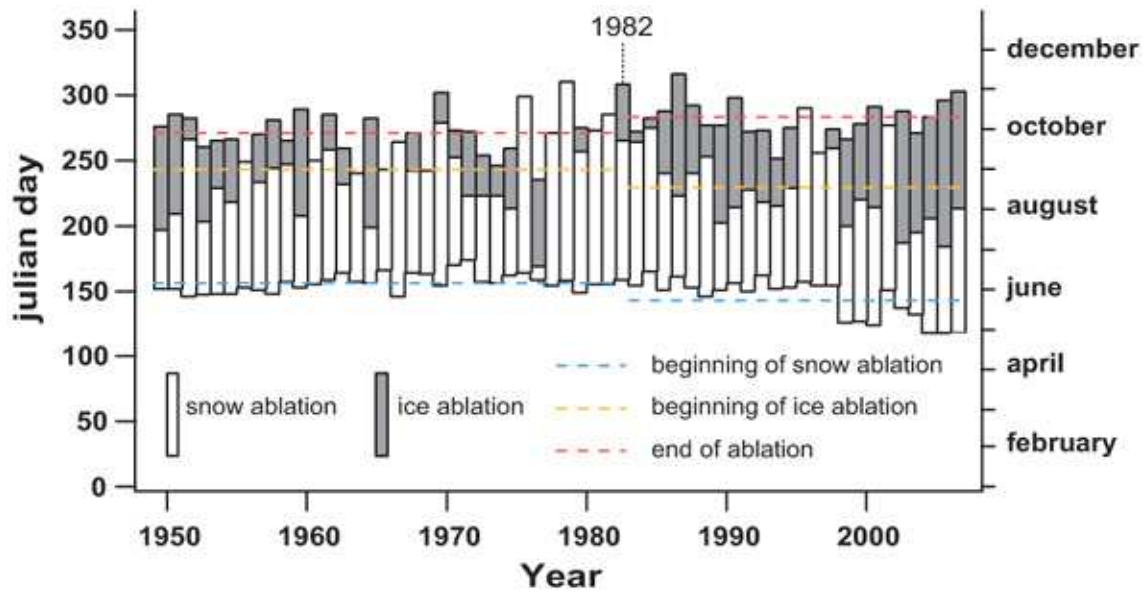 1982
350
300
250
200
150
100
50
0
julian day
december
october
august
june
april
february
snow ablation
ice ablation
beginning of snow ablation
beginning of ice ablation
end of ablation
1950 1960 1970 1980 1990 2000
Year